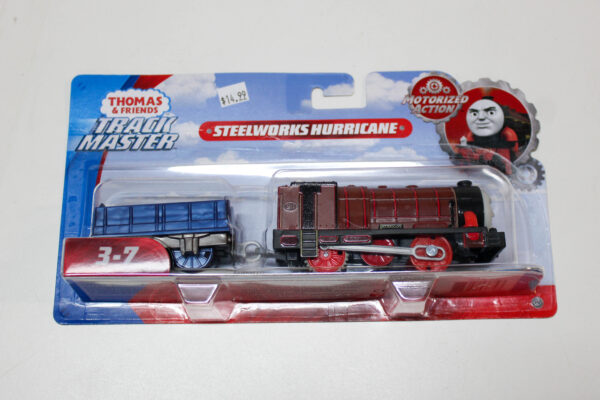 THOMAS
& FRIENDS
TRACK
MASTER
$14.99
STEELWORKS HURRICANE
MOTORIZED
ACTION
3-7